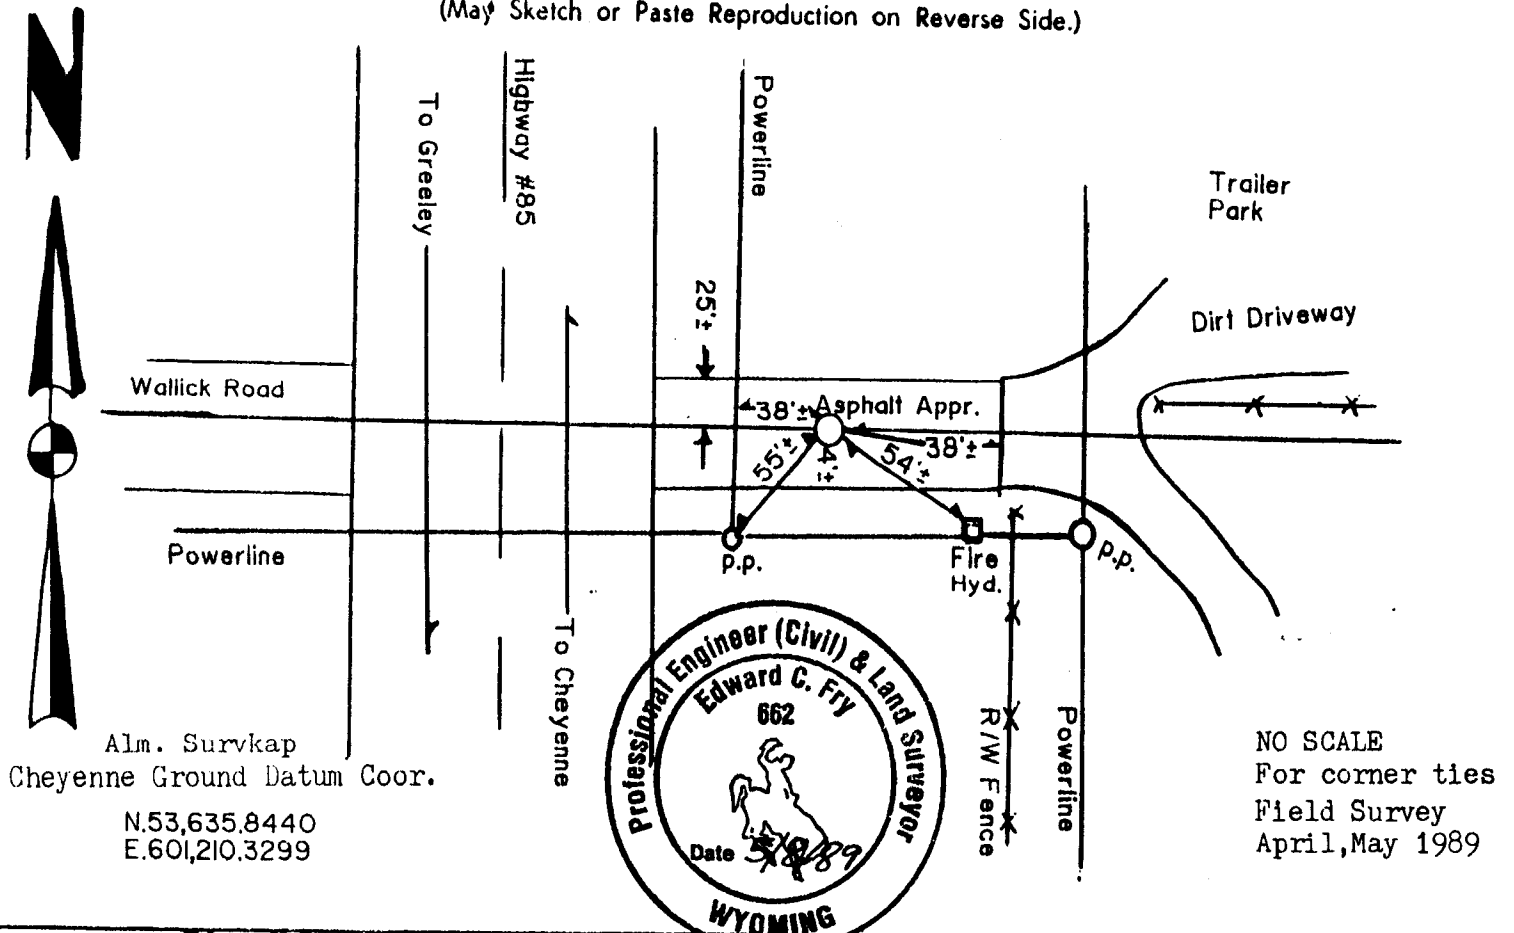 (May Sketch or Paste Reproduction on Reverse Side.)
N
Highway #85
To Greeley
Powerline
Trailer
Park
25'±
Dirt Driveway
Wallick Road
38'±
Asphalt Appr.
38'±
55'±
4'±
54'±
Powerline
p.p.
Fire
Hyd.
p.p.
To Cheyenne
Professional Engineer (Civil) & Land Surveyor
Edward C. Fry
662
Date
WYOMING
R/W Fence
Powerline
Alm. Survkap
Cheyenne Ground Datum Coor.
N.53,635.8440
E.601,210.3299
NO SCALE
For corner ties
Field Survey
April,May 1989